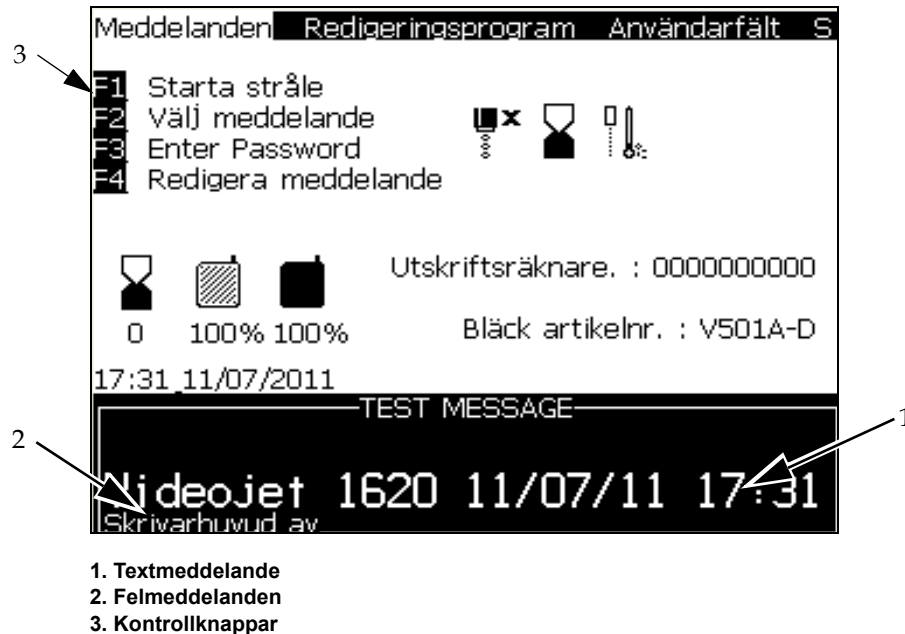 Meddelanden Redigeringsprogram Användarfält S
3
F1 Starta stråle
F2 Välj meddelande
F3 Enter Password
F4 Redigera meddelande
Utskriftsräknare. : 0000000000
0 100% 100%
Bläck artikelnr. : V501A-D
17:31 11/07/2011
TEST MESSAGE
1
2
Videojet 1620 11/07/11 17:31
Skrivarhuvud av
1. Textmeddelande
2. Felmeddelanden
3. Kontrollknappar